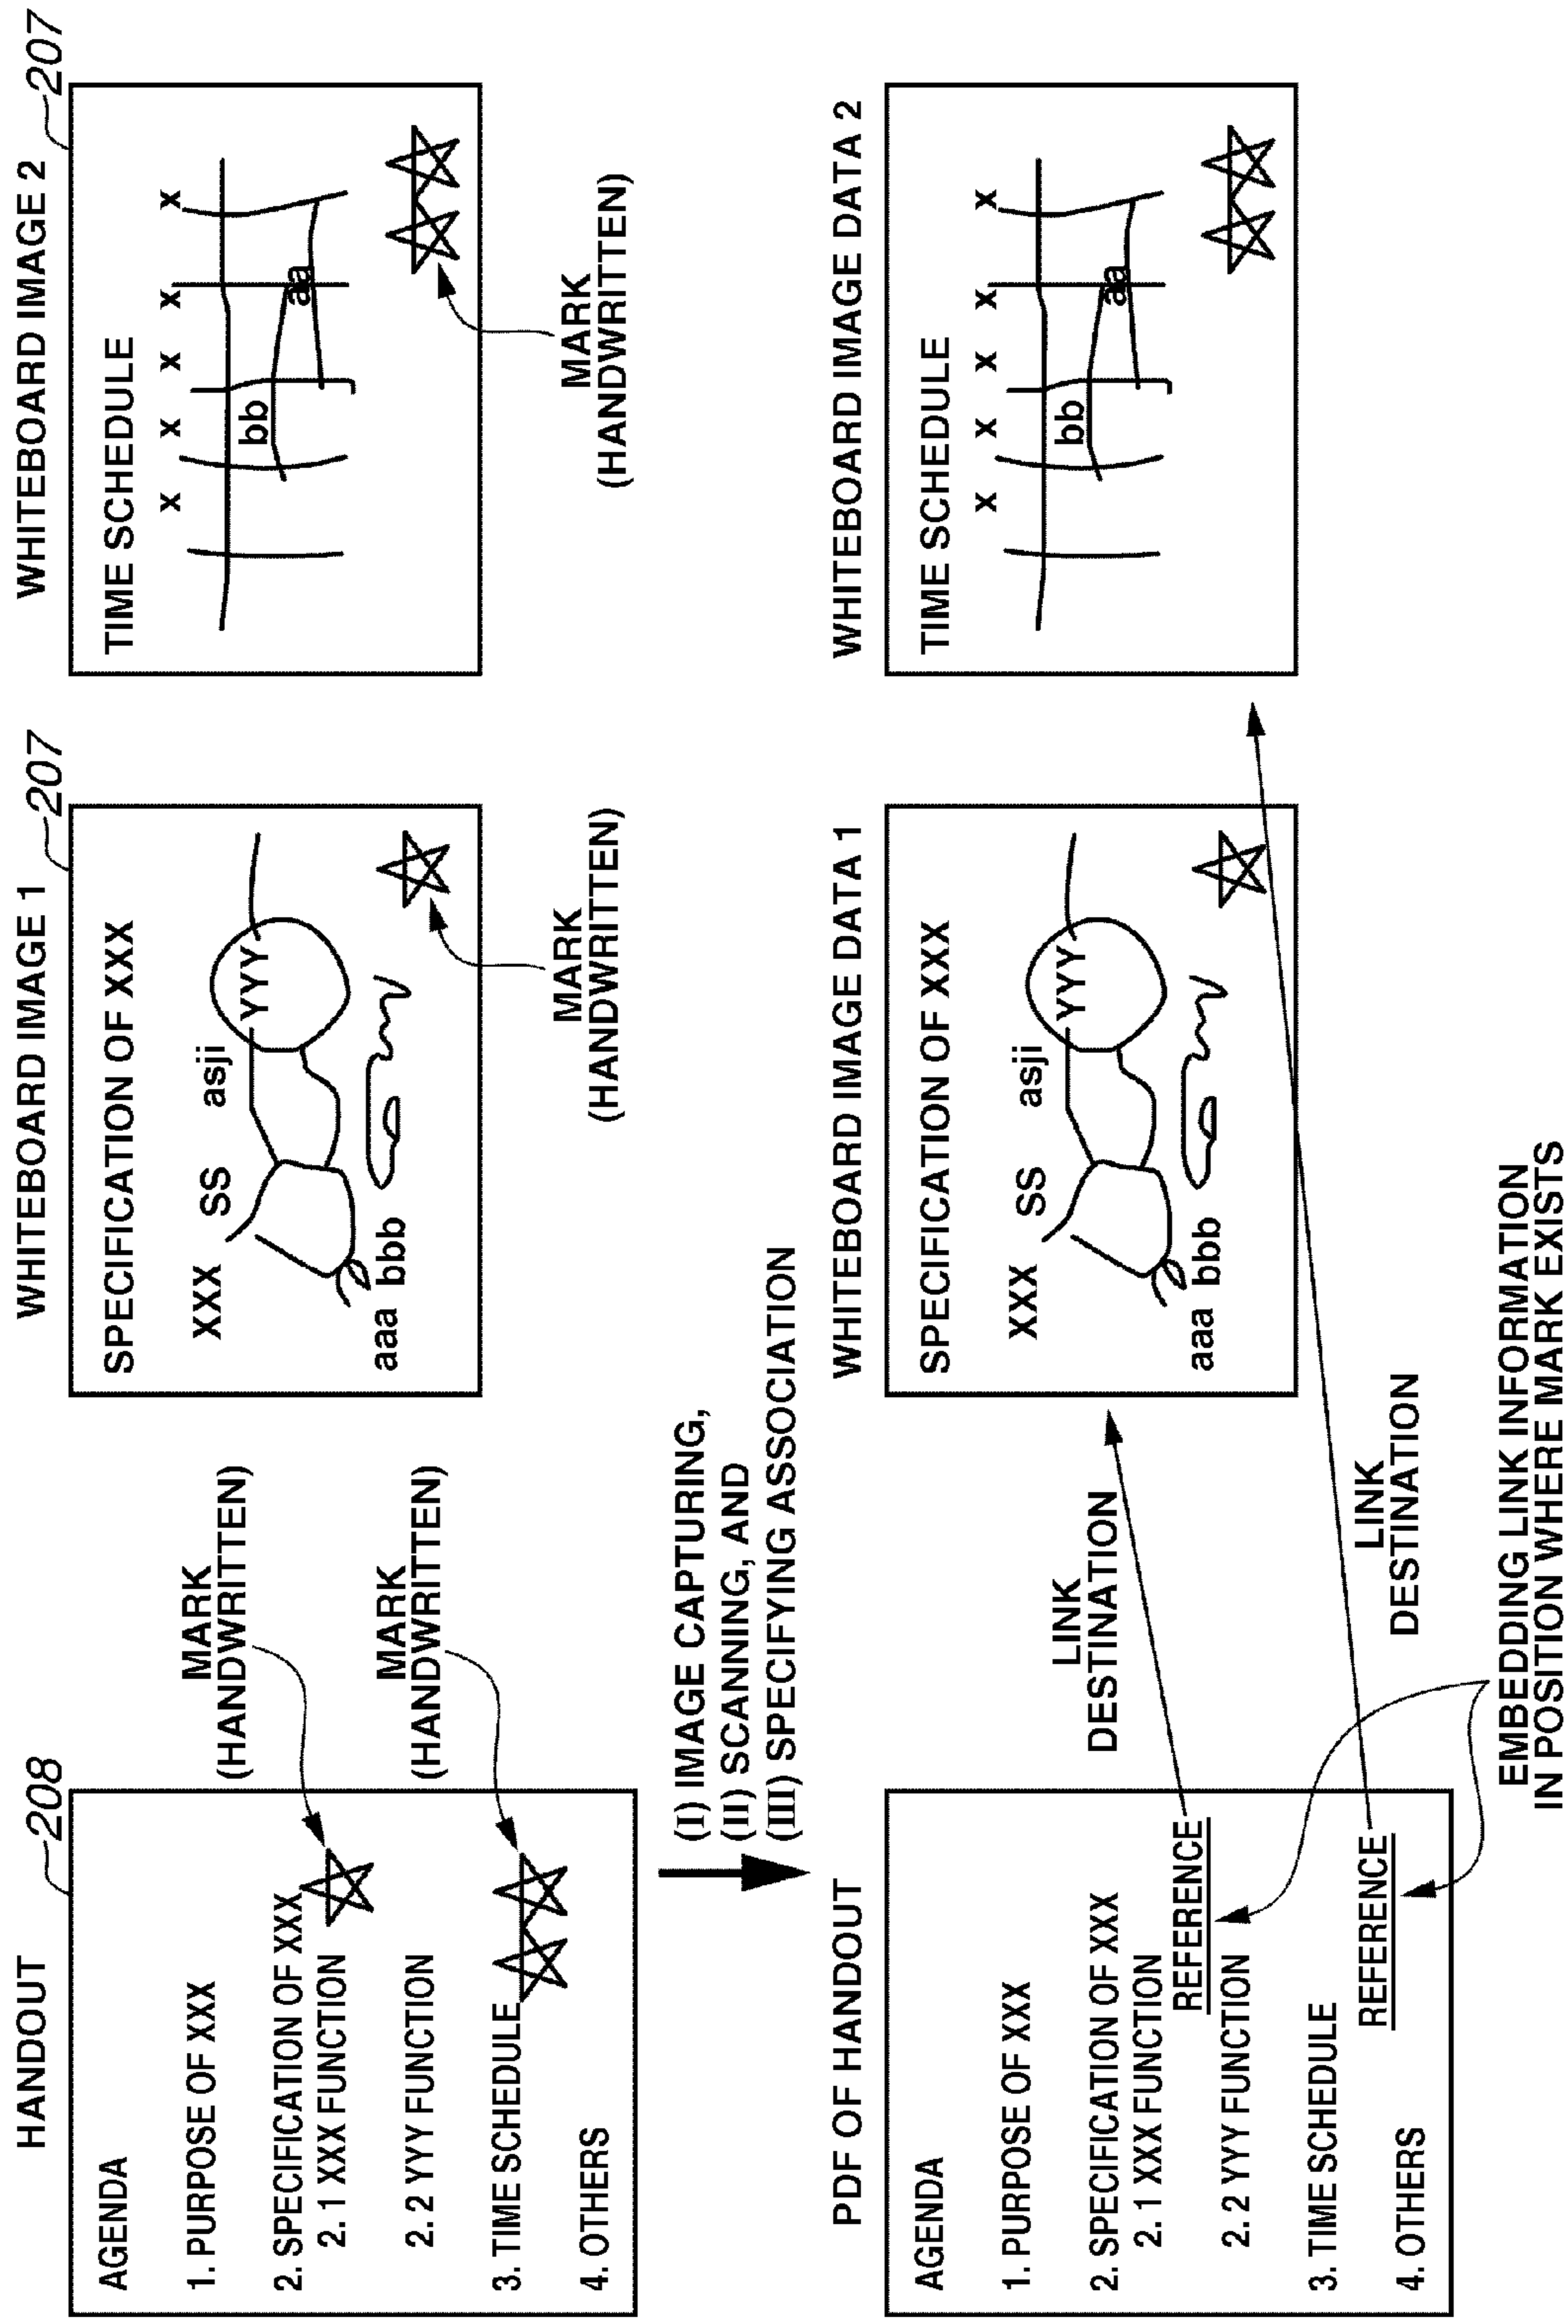 HANDOUT
208
AGENDA
1. PURPOSE OF XXX
2. SPECIFICATION OF XXX
2. 1 XXX FUNCTION
2. 2 YYY FUNCTION
3. TIME SCHEDULE
4. OTHERS
MARK
(HANDWRITTEN)
MARK
(HANDWRITTEN)
WHITEBOARD IMAGE 1
207
SPECIFICATION OF XXX
XXX
SS
asji
YYY
aaa
bbb
MARK
(HANDWRITTEN)
WHITEBOARD IMAGE 2
207
TIME SCHEDULE
x x x x x
bb
aa
MARK
(HANDWRITTEN)
(I) IMAGE CAPTURING,
(II) SCANNING, AND
(III) SPECIFYING ASSOCIATION
PDF OF HANDOUT
AGENDA
1. PURPOSE OF XXX
2. SPECIFICATION OF XXX
2. 1 XXX FUNCTION
REFERENCE
2. 2 YYY FUNCTION
3. TIME SCHEDULE
REFERENCE
4. OTHERS
LINK
DESTINATION
LINK
DESTINATION
EMBEDDING LINK INFORMATION
IN POSITION WHERE MARK EXISTS
WHITEBOARD IMAGE DATA 1
SPECIFICATION OF XXX
XXX
SS
asji
YYY
aaa
bbb
WHITEBOARD IMAGE DATA 2
TIME SCHEDULE
x x x x x
bb
aa